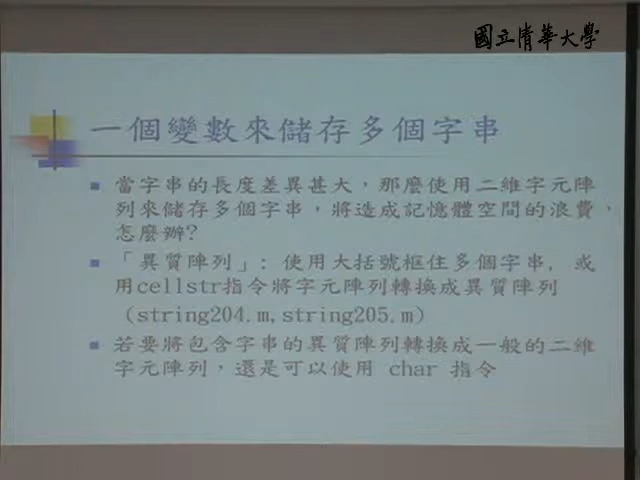 國立清華大學
一個變數來儲存多個字串
當字串的長度差異甚大，那麼使用二維字元陣
列來儲存多個字串，將造成記憶體空間的浪費，
怎麼辦?
「異質陣列」: 使用大括號框住多個字串, 或
用cellstr指令將字元陣列轉換成異質陣列
（string204.m,string205.m）
若要將包含字串的異質陣列轉換成一般的二維
字元陣列，還是可以使用 char 指令